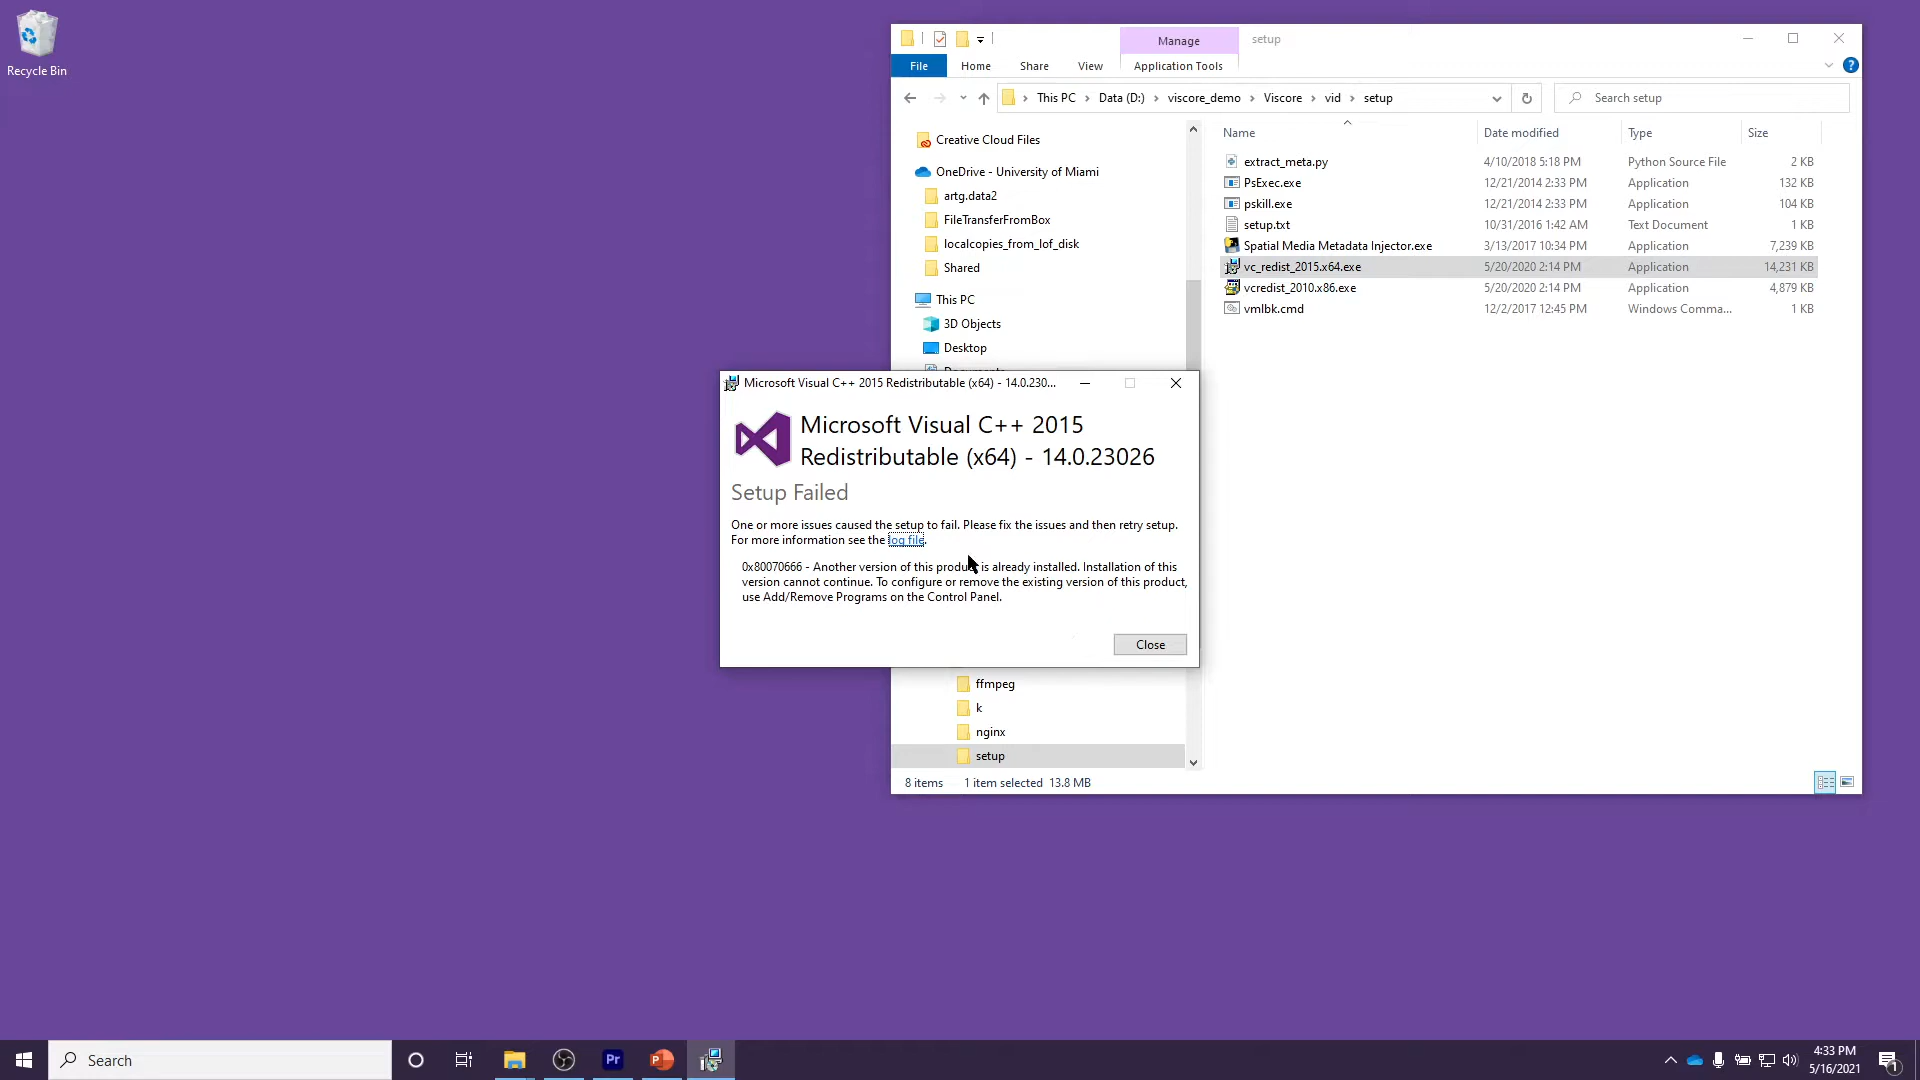 Recycle Bin
Manage
setup
File
Home
Share
View
Application Tools
This PC > Data (D:) > viscore_demo > Viscore > vid > setup
Search setup
Creative Cloud Files
OneDrive - University of Miami
artg.data2
FileTransferFromBox
localcopies_from_lof_disk
Shared
This PC
3D Objects
Desktop
Name Date modified Type Size
extract_meta.py 4/10/2018 5:18 PM Python Source File 2 KB
PsExec.exe 12/21/2014 2:33 PM Application 132 KB
pskill.exe 12/21/2014 2:33 PM Application 104 KB
setup.txt 10/31/2016 1:42 AM Text Document 1 KB
Spatial Media Metadata Injector.exe 3/13/2017 10:34 PM Application 7,239 KB
vc_redist_2015.x64.exe 5/20/2020 2:14 PM Application 14,231 KB
vcredist_2010.x86.exe 5/20/2020 2:14 PM Application 4,879 KB
vmlbk.cmd 12/2/2017 12:45 PM Windows Comma... 1 KB
Microsoft Visual C++ 2015 Redistributable (x64) - 14.0.230...
Microsoft Visual C++ 2015
Redistributable (x64) - 14.0.23026
Setup Failed
One or more issues caused the setup to fail. Please fix the issues and then retry setup.
For more information see the log file.
0x80070666 - Another version of this product is already installed. Installation of this
version cannot continue. To configure or remove the existing version of this product,
use Add/Remove Programs on the Control Panel.
Close
ffmpeg
k
nginx
setup
8 items 1 item selected 13.8 MB
Search
Pr
P
4:33 PM
5/16/2021
1